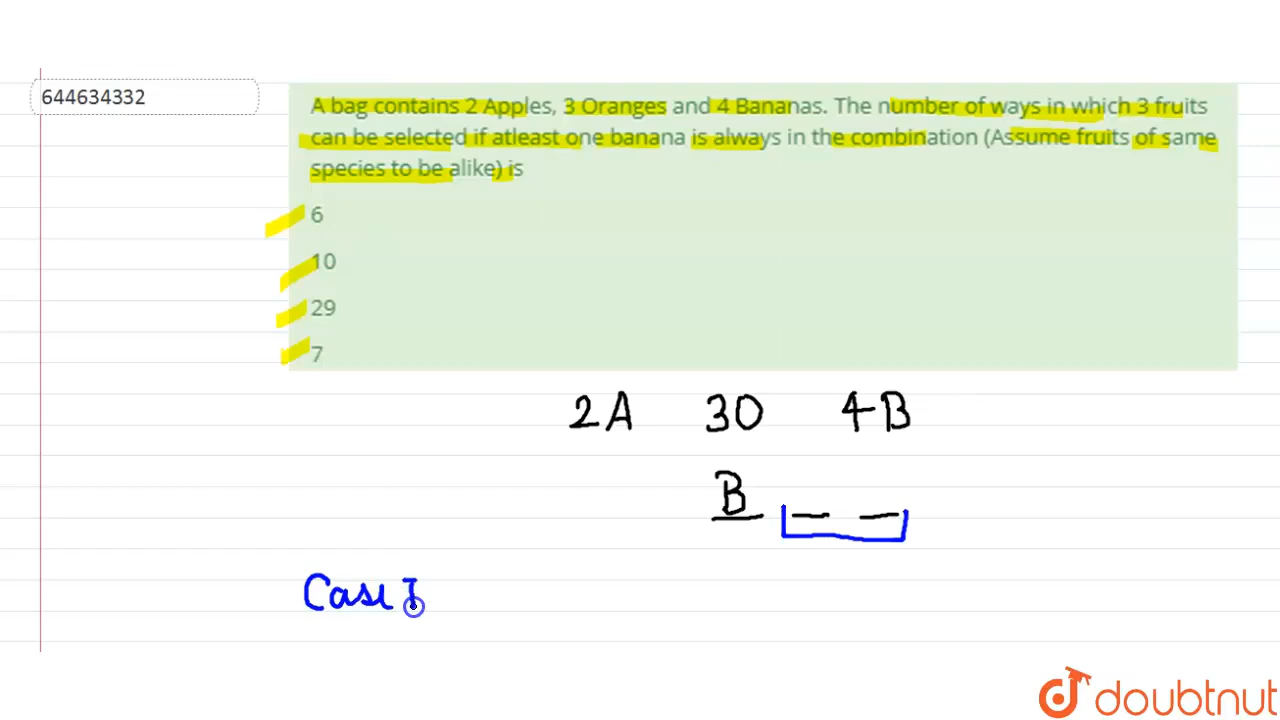 644634332
A bag contains 2 Apples, 3 Oranges and 4 Bananas. The number of ways in which 3 fruits
can be selected if atleast one banana is always in the combination (Assume fruits of same
species to be alike) is
6
10
29
7
2A 3O 4B
B _ _
Case I
doubtnut